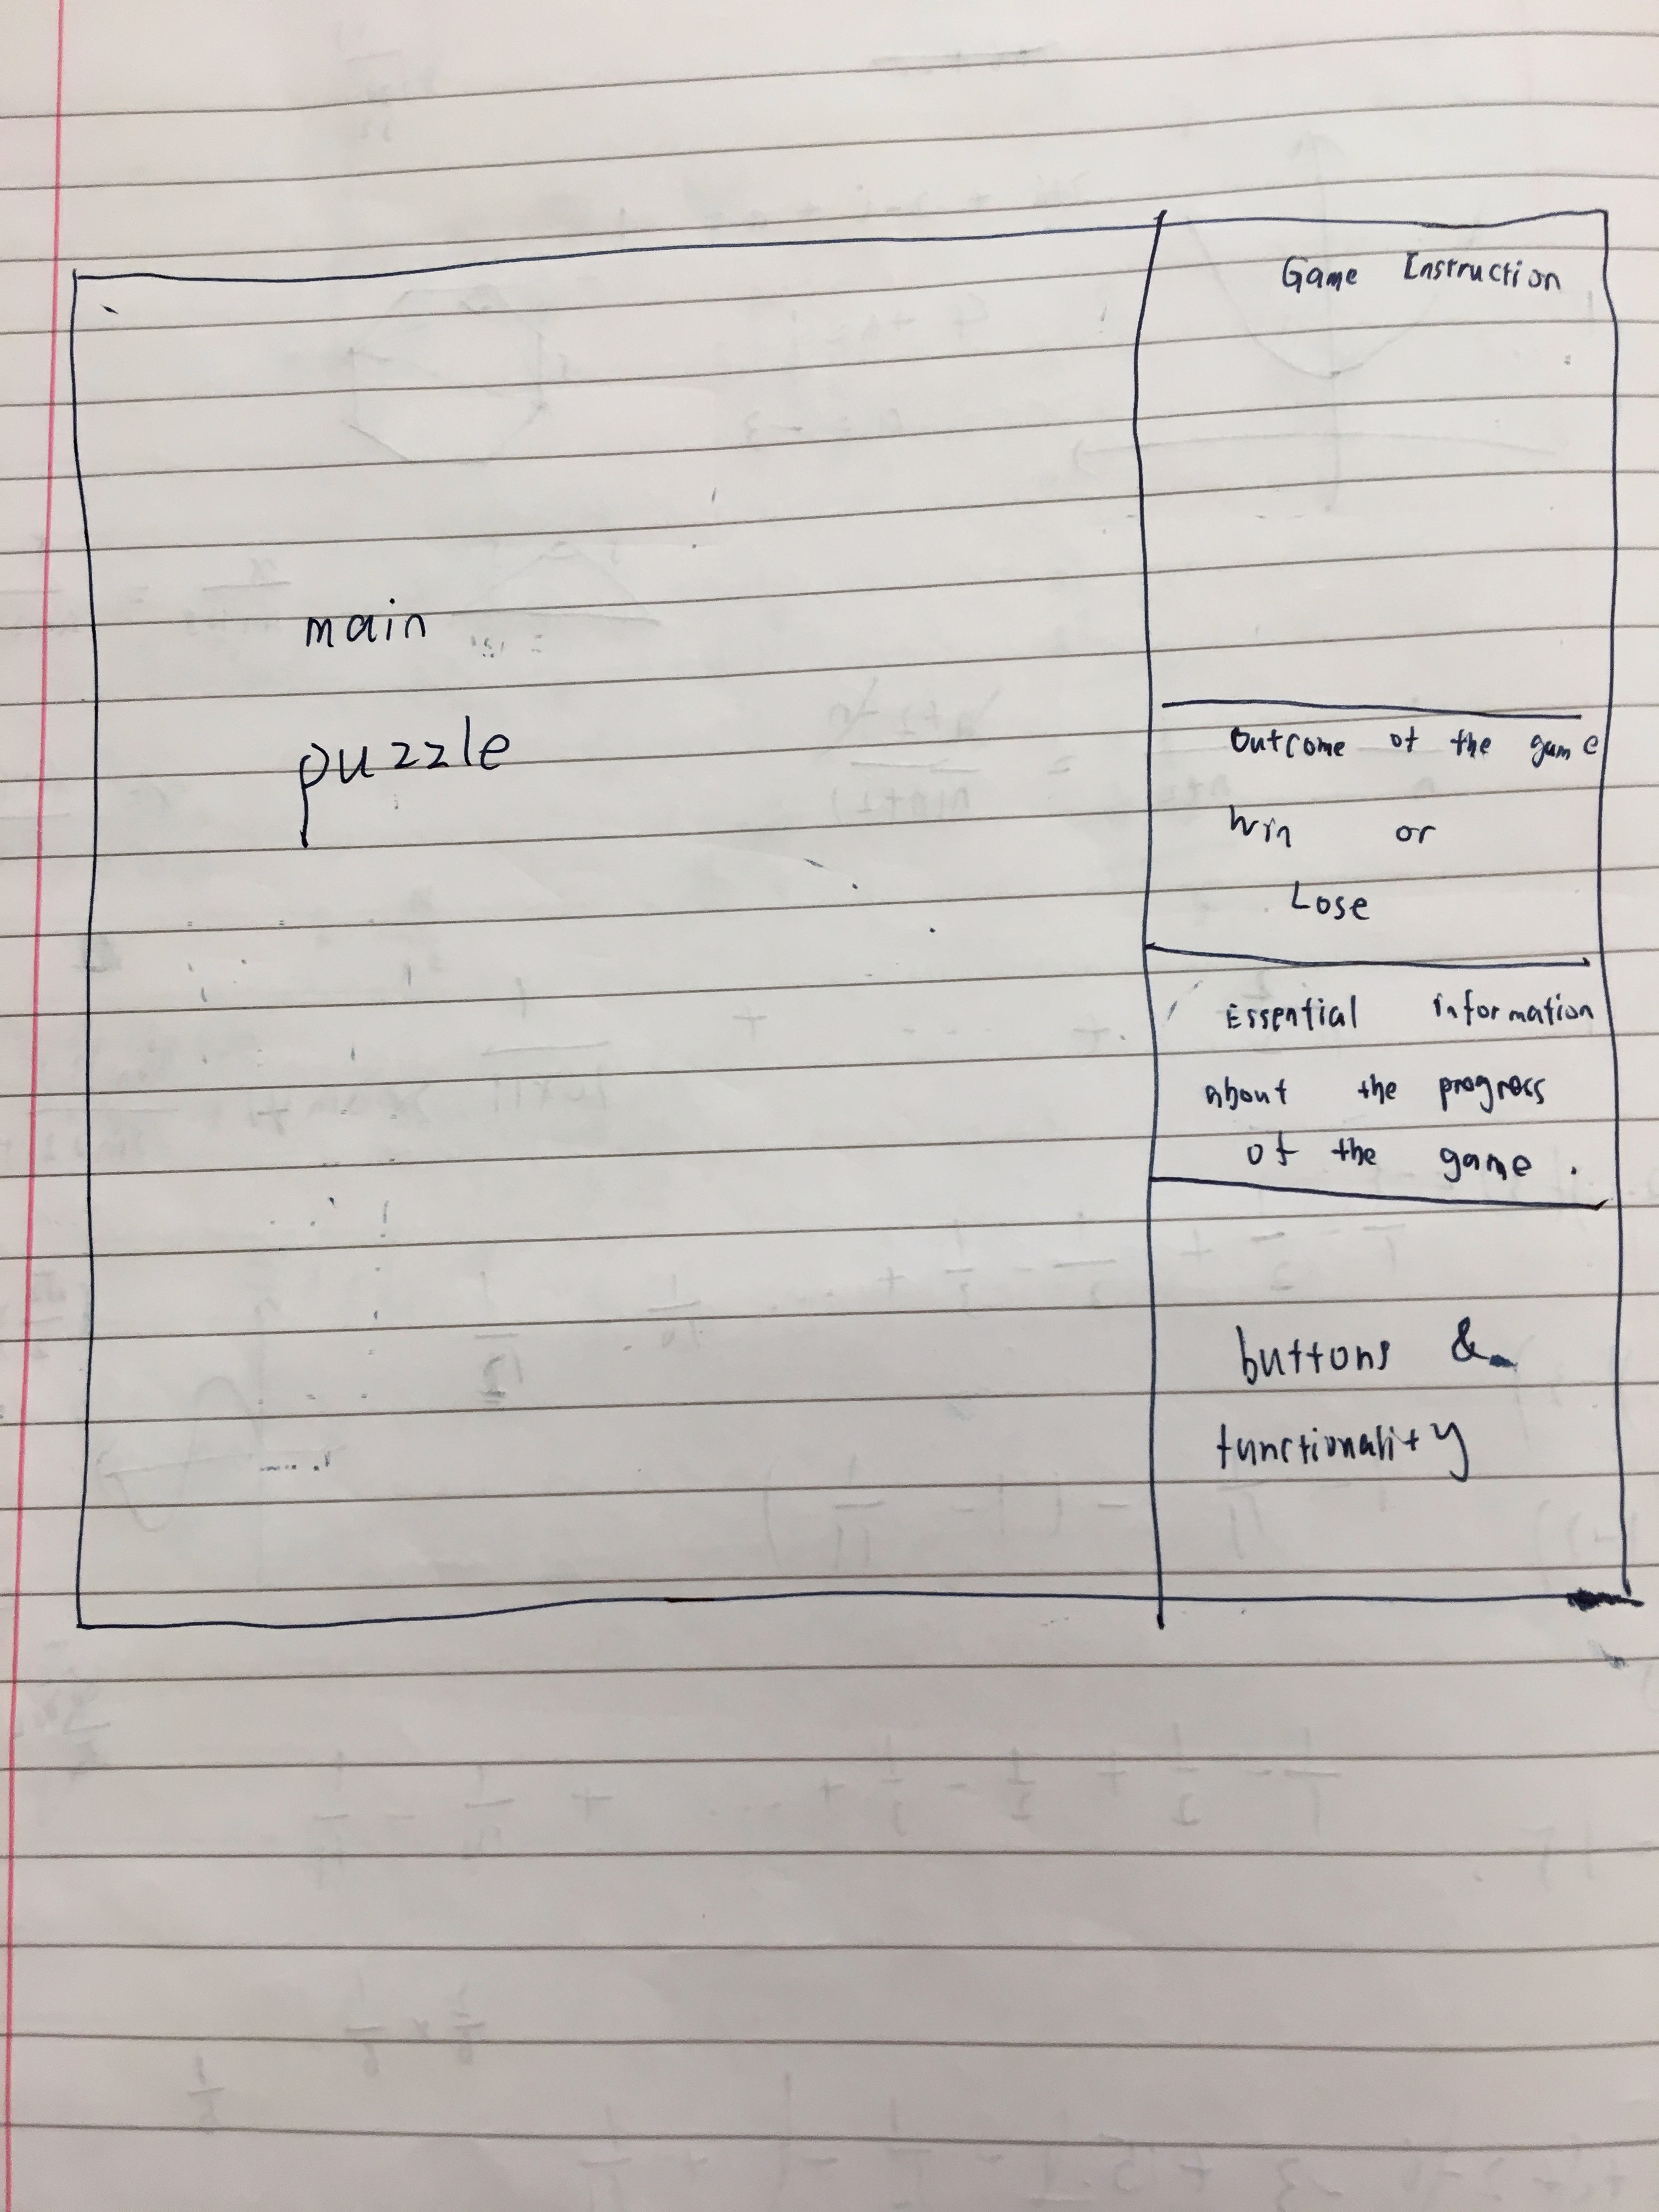 main
puzzle
Game Instruction
Outcome of the game
Win or
Lose
Essential information
about the progress
of the game.
buttons &
functionality